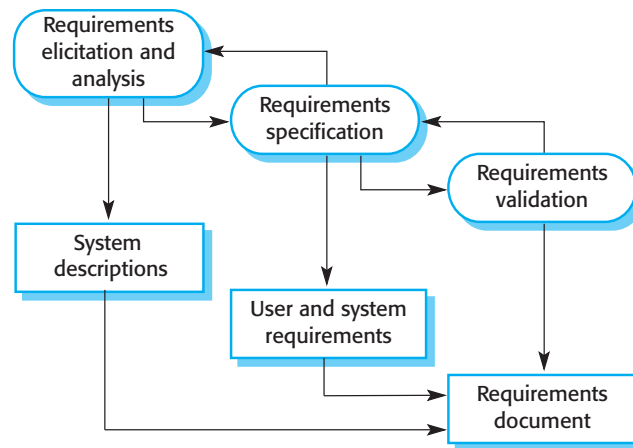 Requirements
elicitation and
analysis
Requirements
specification
Requirements
validation
System
descriptions
User and system
requirements
Requirements
document